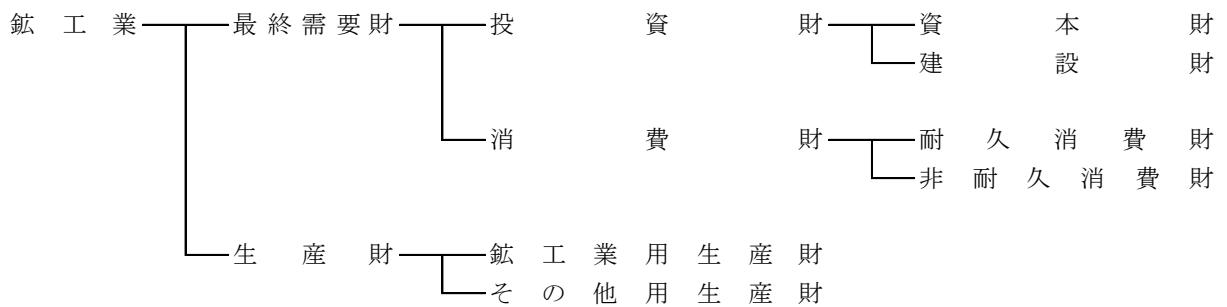 鉱工業 最終需要財 投資財 資本財
建設財
消費財 耐久消費財
非耐久消費財
生産財 鉱工業用生産財
その他用生産財